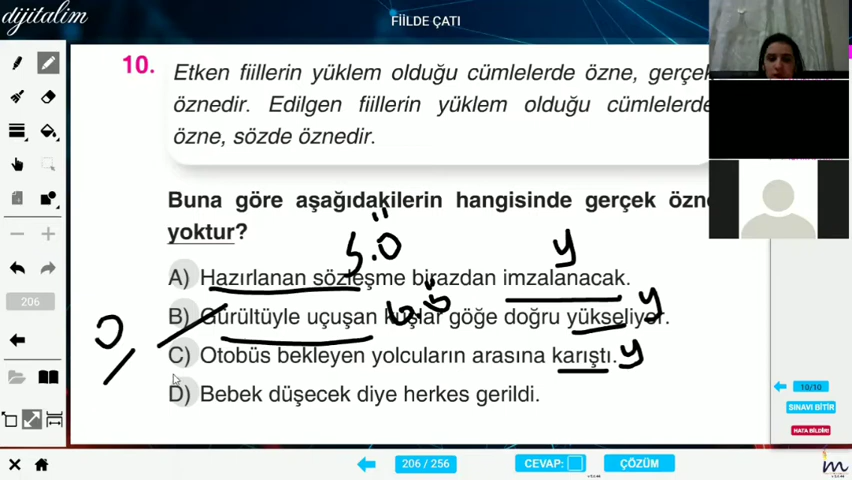 dijitalim
FİİLDE ÇATI
10.
Etken fiillerin yüklem olduğu cümlelerde özne, gerçek
öznedir. Edilgen fiillerin yüklem olduğu cümlelerde
özne, sözde öznedir.
Buna göre aşağıdakilerin hangisinde gerçek özne
yoktur?
S.Ö
y
A) Hazırlanan sözleşme birazdan imzalanacak.
y
B) Gürültüyle uçuşan kuşlar göğe doğru yükseliyor.
C) Otobüs bekleyen yolcuların arasına karıştı. y
D) Bebek düşecek diye herkes gerildi.
206
10/10
SINAVI BİTİR
HATA BİLDİR
206 / 256
CEVAP:
ÇÖZÜM